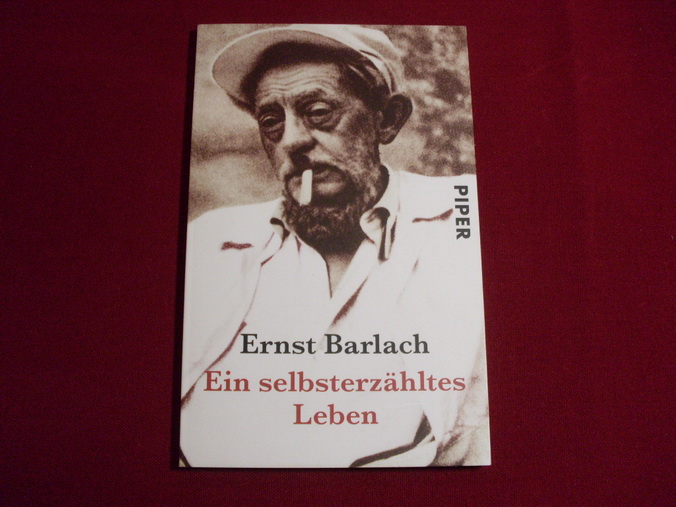 PIPER
Ernst Barlach
Ein selbsterzähltes
Leben